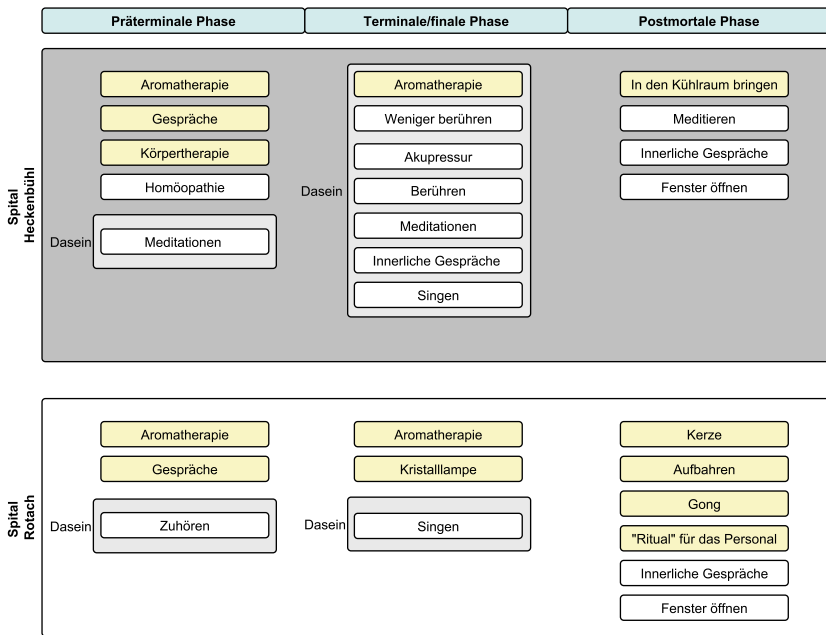 Präterminale Phase
Terminale/finale Phase
Postmortale Phase
Spital
Heckenbühl
Aromatherapie
Gespräche
Körpertherapie
Homöopathie
Dasein
Meditationen
Dasein
Aromatherapie
Weniger berühren
Akupressur
Berühren
Meditationen
Innerliche Gespräche
Singen
In den Kühlraum bringen
Meditieren
Innerliche Gespräche
Fenster öffnen
Spital
Rotach
Aromatherapie
Gespräche
Dasein
Zuhören
Aromatherapie
Kristalllampe
Dasein
Singen
Kerze
Aufbahren
Gong
"Ritual" für das Personal
Innerliche Gespräche
Fenster öffnen